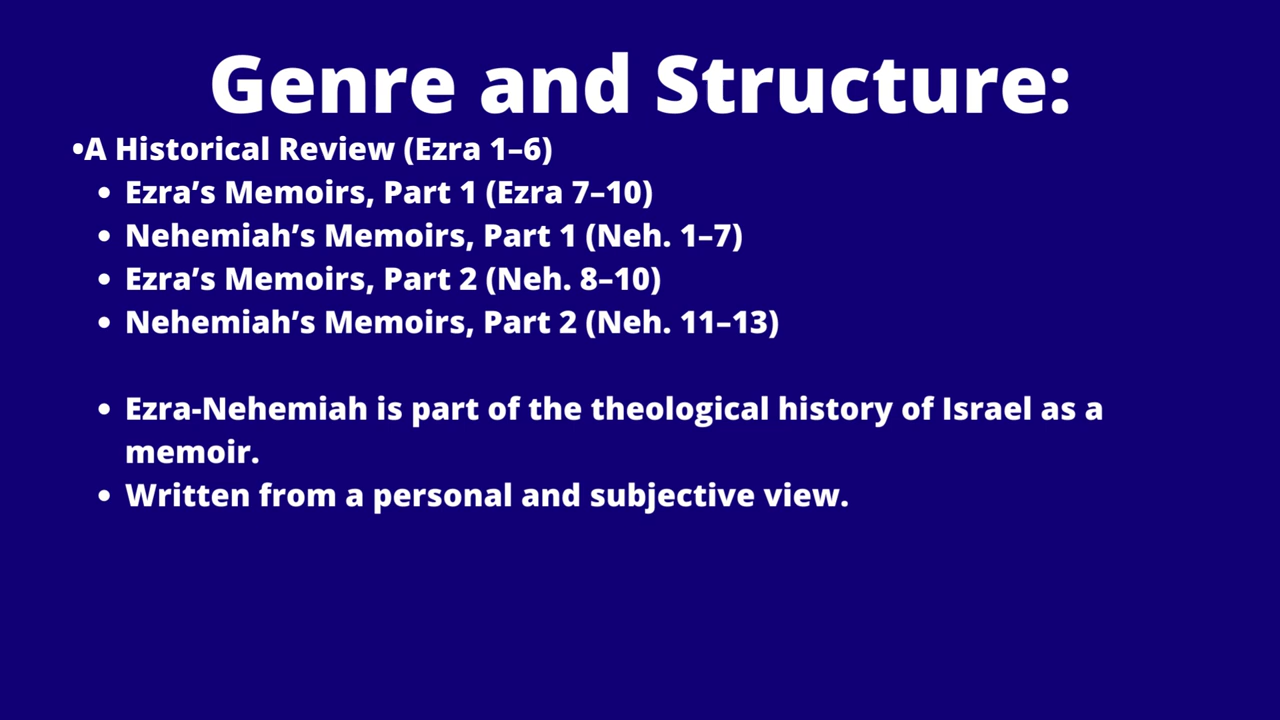 Genre and Structure:
•A Historical Review (Ezra 1–6)
• Ezra’s Memoirs, Part 1 (Ezra 7–10)
• Nehemiah’s Memoirs, Part 1 (Neh. 1–7)
• Ezra’s Memoirs, Part 2 (Neh. 8–10)
• Nehemiah’s Memoirs, Part 2 (Neh. 11–13)
• Ezra-Nehemiah is part of the theological history of Israel as a
memoir.
• Written from a personal and subjective view.